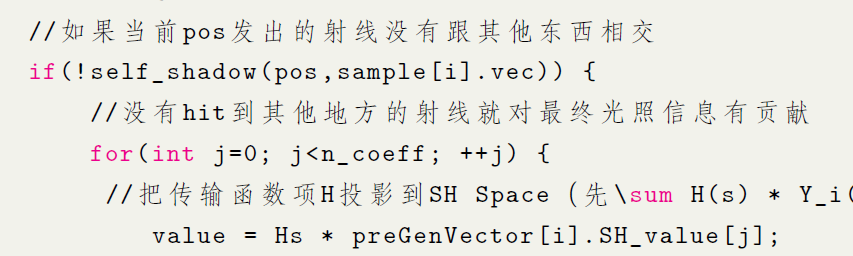 //如果当前pos发出的射线没有跟其他东西相交
if(!self_shadow(pos,sample[i].vec)) {
//没有hit到其他地方的射线就对最终光照信息有贡献
for(int j=0; j<n_coeff; ++j) {
//把传输函数项H投影到SH Space (先\sum H(s) * Y_i(
value = Hs * preGenVector[i].SH_value[j];